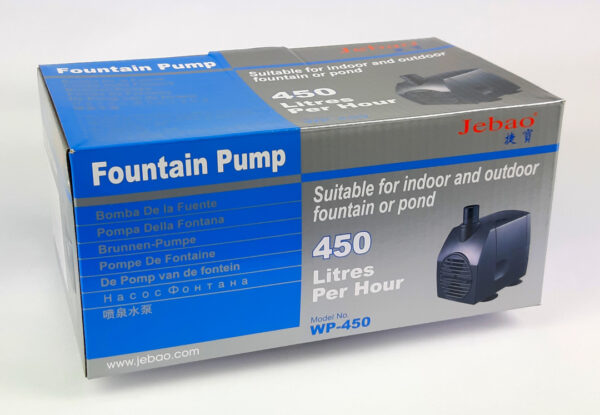 Fountain Pump
Jebao
Suitable for indoor and outdoor
fountain or pond
450
Litres
Per Hour
Jebao
捷寶
Fountain Pump
Bomba De la Fuente
Pompa Della Fontana
Brunnen-Pumpe
Pompe De Fontaine
De Pomp van de fontein
Насос Фонтана
喷泉水泵
www.jebao.com
Suitable for indoor and outdoor
fountain or pond
450
Litres
Per Hour
Model No.
WP-450